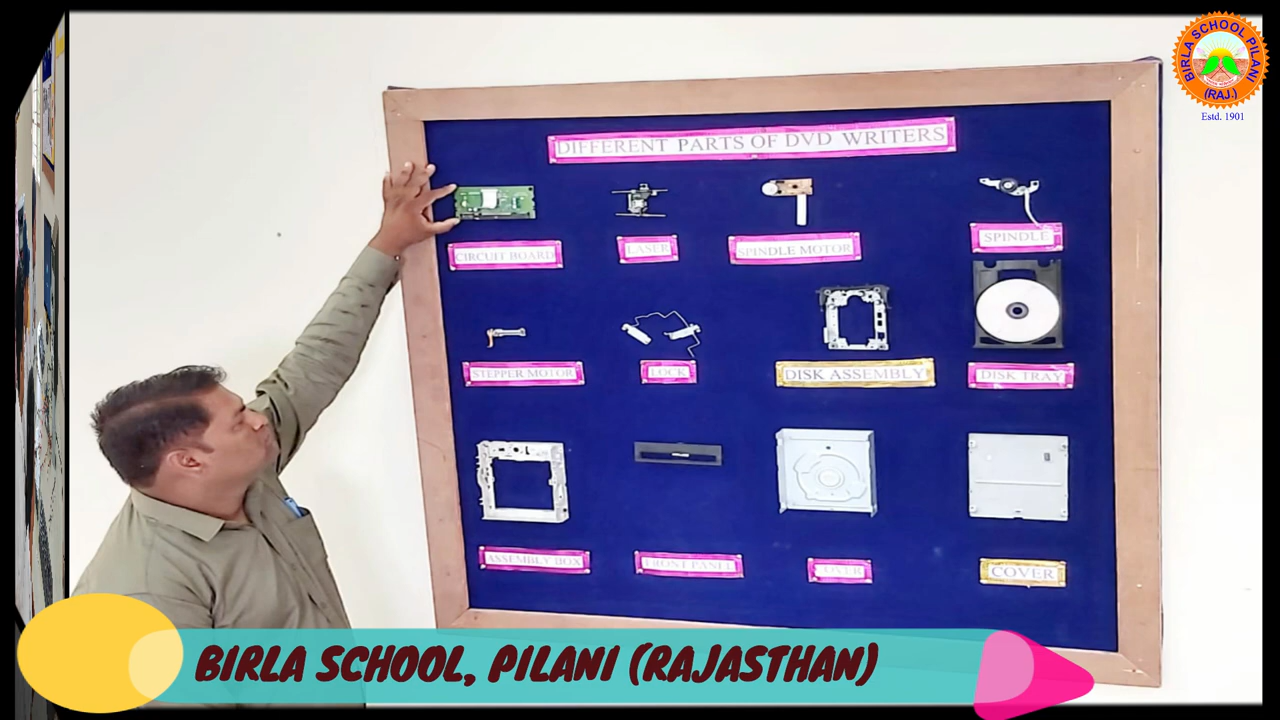 BIRLA SCHOOL PILANI
(RAJ.)
Estd. 1901
DIFFERENT PARTS OF DVD WRITERS
CIRCUIT BOARD
LASER
SPINDLE MOTOR
SPINDLE
STEPPER MOTOR
LOCK
DISK ASSEMBLY
DISK TRAY
ASSEMBLY BOX
FRONT PANEL
COVER
COVER
BIRLA SCHOOL, PILANI (RAJASTHAN)